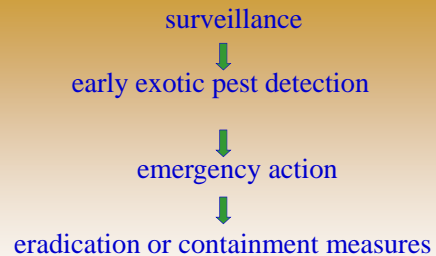 surveillance
early exotic pest detection
emergency action
eradication or containment measures